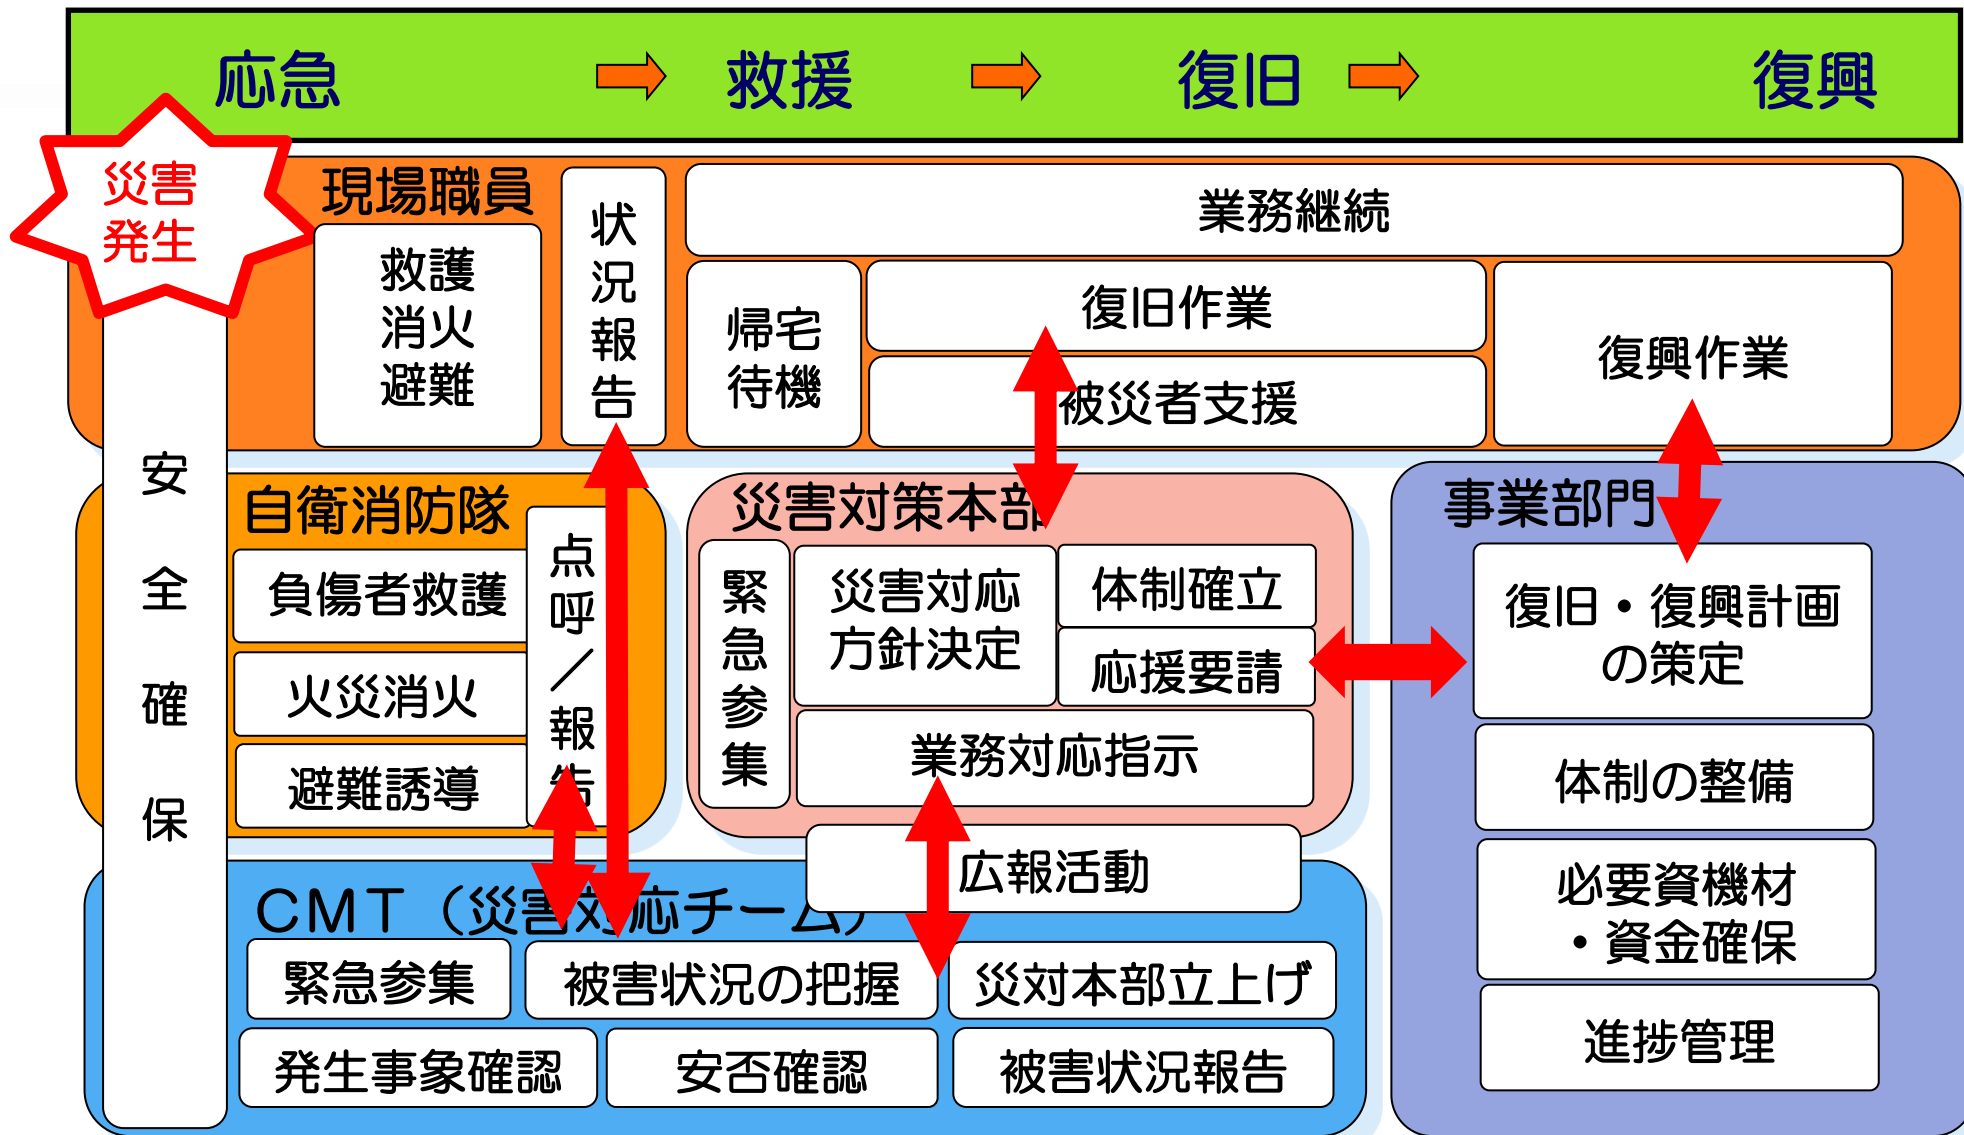 応急
救援
復旧
復興
災害
発生
現場職員
救護
消火
避難
状況報告
業務継続
帰宅
待機
復旧作業
被災者支援
復興作業
安全確保
自衛消防隊
負傷者救護
火災消火
避難誘導
点呼／報告
災害対策本部
緊急参集
災害対応
方針決定
体制確立
応援要請
業務対応指示
広報活動
事業部門
復旧・復興計画
の策定
体制の整備
必要資機材
・資金確保
進捗管理
CMT（災害対応チーム）
緊急参集
被害状況の把握
災対本部立上げ
発生事象確認
安否確認
被害状況報告